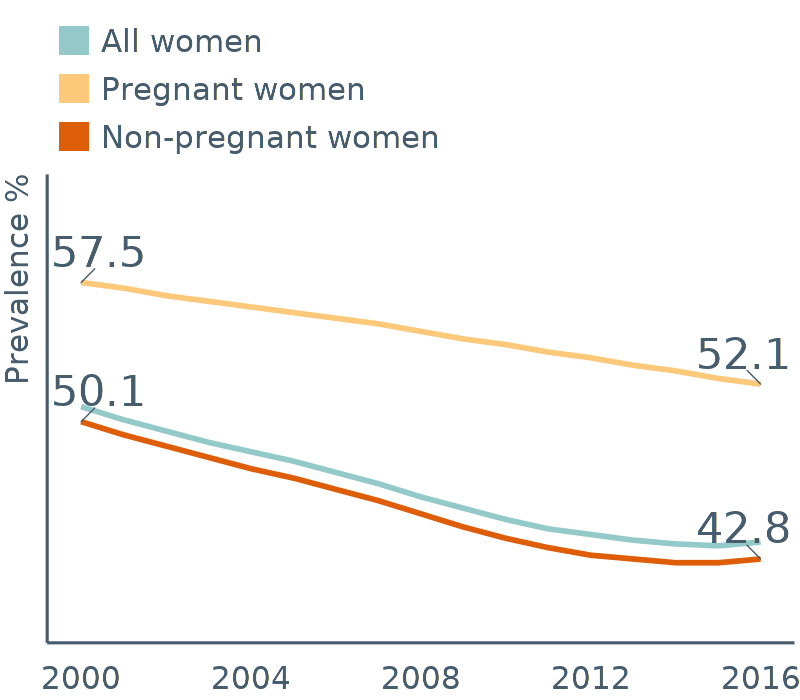 All women
Pregnant women
Non-pregnant women
Prevalence %
57.5
52.1
50.1
42.8
2000 2004 2008 2012 2016